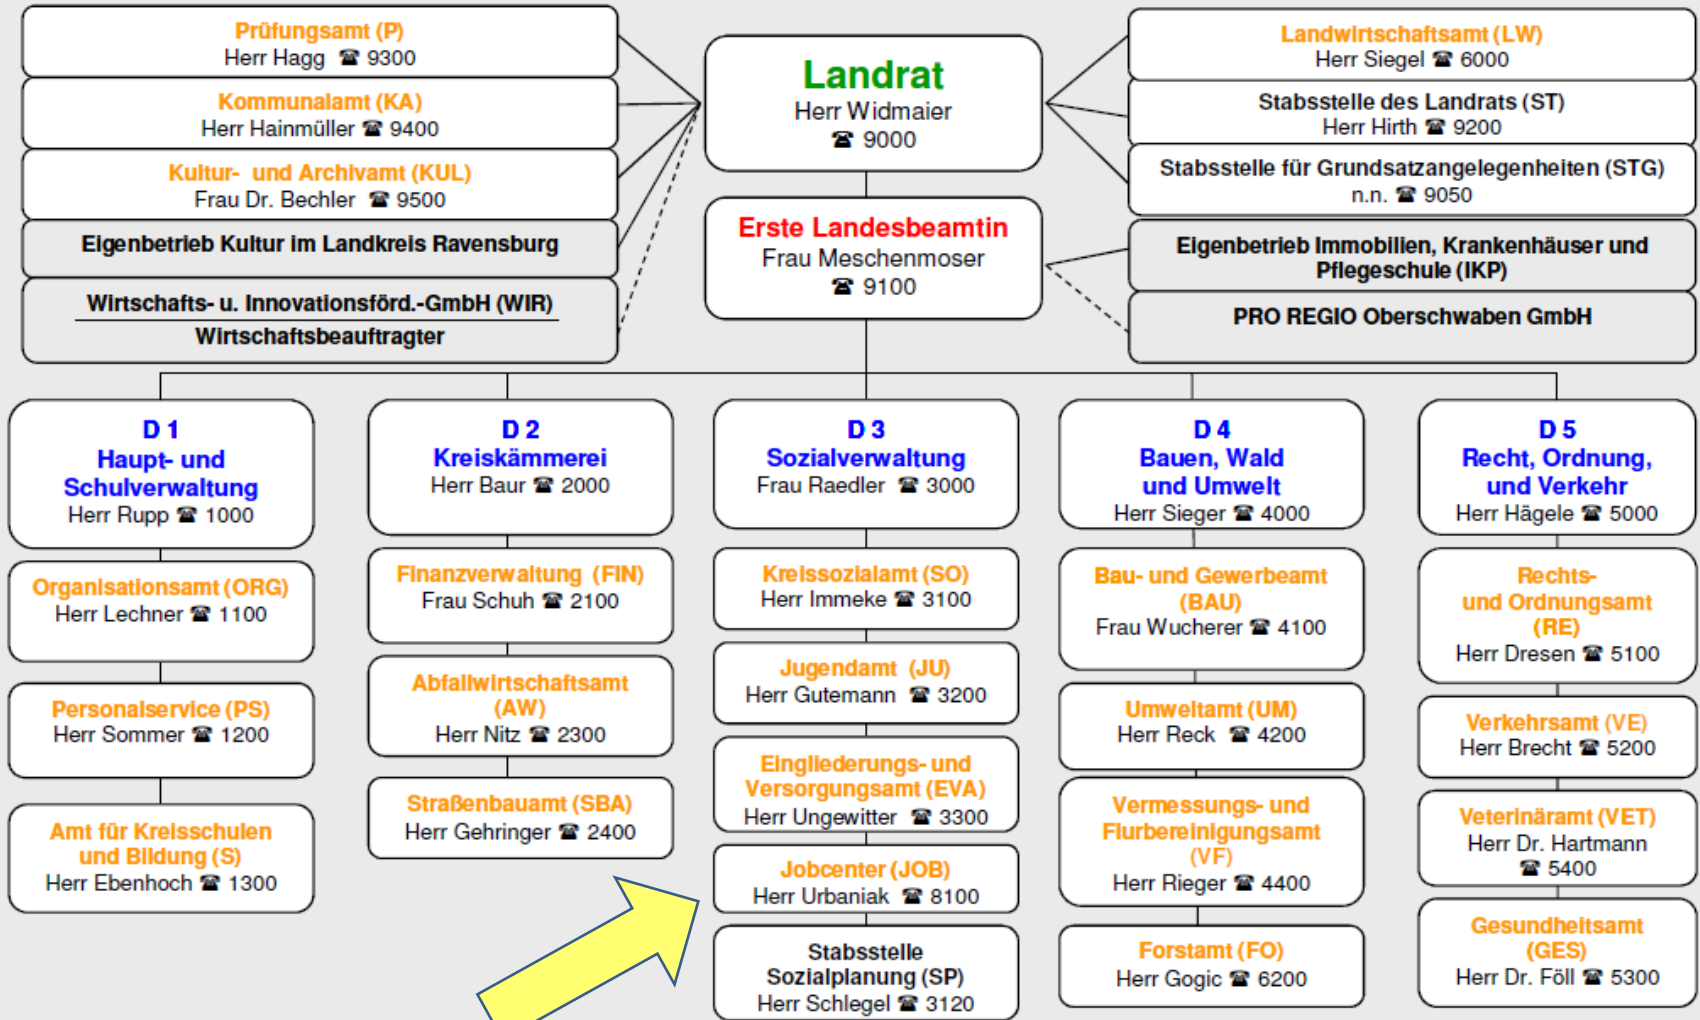 Prüfungsamt (P)
Herr Hagg ☎ 9300
Kommunalamt (KA)
Herr Hainmüller ☎ 9400
Kultur- und Archivamt (KUL)
Frau Dr. Bechler ☎ 9500
Eigenbetrieb Kultur im Landkreis Ravensburg
Wirtschafts- u. Innovationsförd.-GmbH (WIR)
Wirtschaftsbeauftragter
Landrat
Herr Widmaier
☎ 9000
Erste Landesbeamtin
Frau Meschenmoser
☎ 9100
Landwirtschaftsamt (LW)
Herr Siegel ☎ 6000
Stabsstelle des Landrats (ST)
Herr Hirth ☎ 9200
Stabsstelle für Grundsatzangelegenheiten (STG)
n.n. ☎ 9050
Eigenbetrieb Immobilien, Krankenhäuser und
Pflegeschule (IKP)
PRO REGIO Oberschwaben GmbH
D 1
Haupt- und
Schulverwaltung
Herr Rupp ☎ 1000
Organisationsamt (ORG)
Herr Lechner ☎ 1100
Personalservice (PS)
Herr Sommer ☎ 1200
Amt für Kreisschulen
und Bildung (S)
Herr Ebenhoch ☎ 1300
D 2
Kreiskämmerei
Herr Baur ☎ 2000
Finanzverwaltung (FIN)
Frau Schuh ☎ 2100
Abfallwirtschaftsamt
(AW)
Herr Nitz ☎ 2300
Straßenbauamt (SBA)
Herr Gehringer ☎ 2400
D 3
Sozialverwaltung
Frau Raedler ☎ 3000
Kreissozialamt (SO)
Herr Immeke ☎ 3100
Jugendamt (JU)
Herr Gutemann ☎ 3200
Eingliederungs- und
Versorgungsamt (EVA)
Herr Ungewitter ☎ 3300
Jobcenter (JOB)
Herr Urbaniak ☎ 8100
Stabsstelle
Sozialplanung (SP)
Herr Schlegel ☎ 3120
D 4
Bauen, Wald
und Umwelt
Herr Sieger ☎ 4000
Bau- und Gewerbeamt
(BAU)
Frau Wucherer ☎ 4100
Umweltamt (UM)
Herr Reck ☎ 4200
Vermessungs- und
Flurbereinigungsamt
(VF)
Herr Rieger ☎ 4400
Forstamt (FO)
Herr Gogic ☎ 6200
D 5
Recht, Ordnung,
und Verkehr
Herr Hägele ☎ 5000
Rechts-
und Ordnungsamt
(RE)
Herr Dresen ☎ 5100
Verkehrsamt (VE)
Herr Brecht ☎ 5200
Veterinäramt (VET)
Herr Dr. Hartmann
☎ 5400
Gesundheitsamt
(GES)
Herr Dr. Föll ☎ 5300